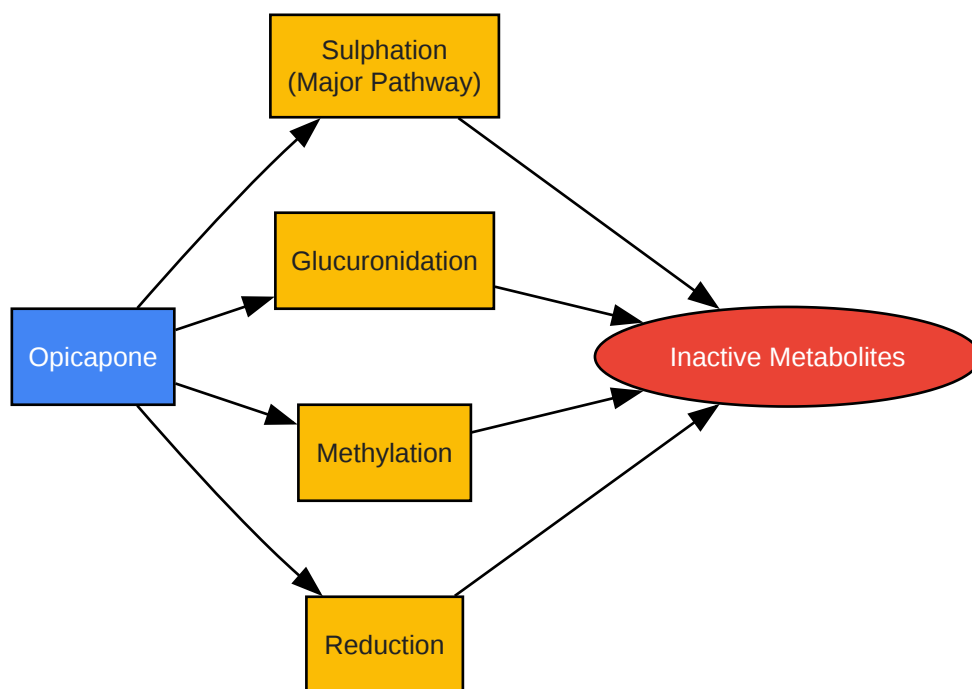 Sulphation
(Major Pathway)
Glucuronidation
Opicapone
Inactive Metabolites
Methylation
Reduction